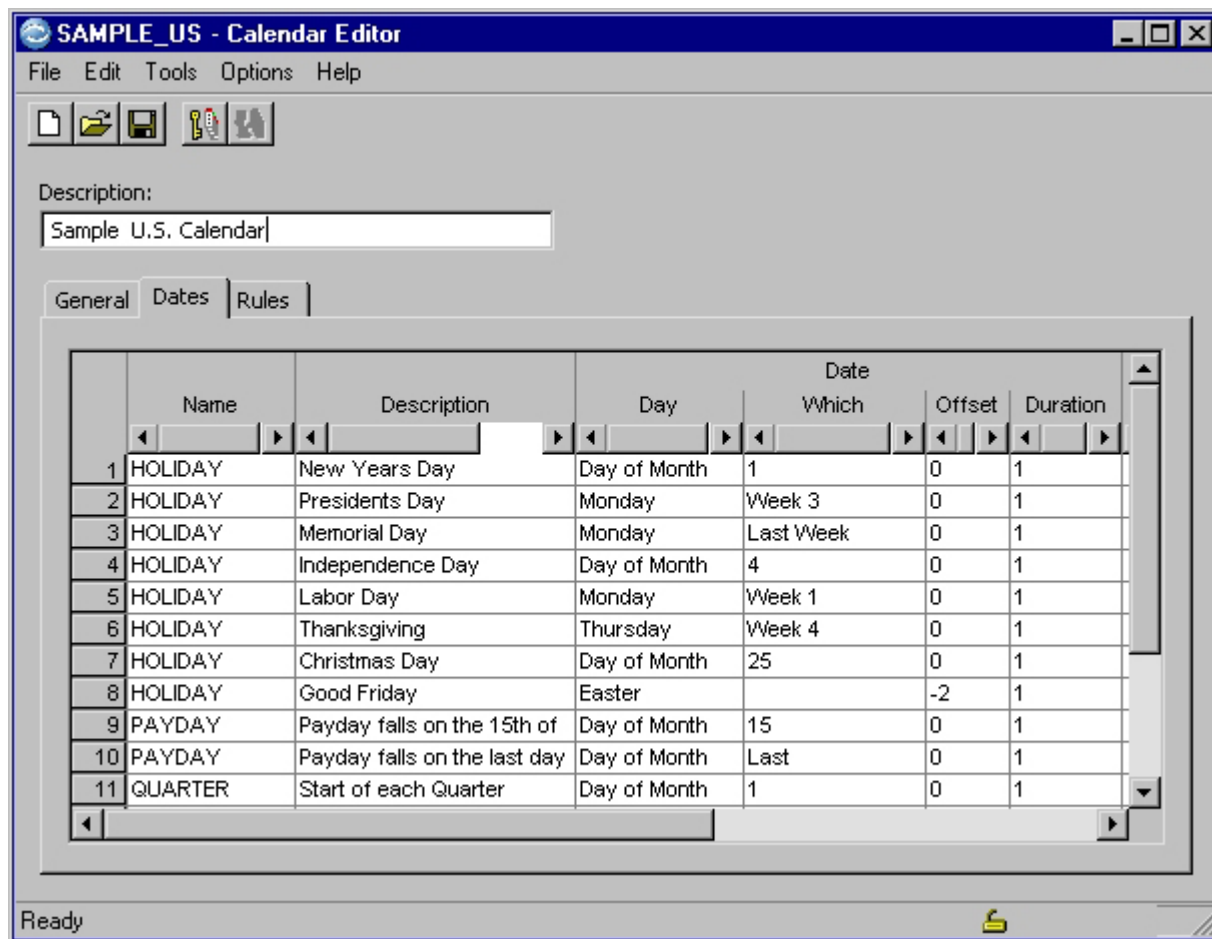 SAMPLE_US - Calendar Editor
File Edit Tools Options Help
Description:
Sample U.S. Calendar
General Dates Rules
Date
Name Description Day Which Offset Duration
1 HOLIDAY New Years Day Day of Month 1 0 1
2 HOLIDAY Presidents Day Monday Week 3 0 1
3 HOLIDAY Memorial Day Monday Last Week 0 1
4 HOLIDAY Independence Day Day of Month 4 0 1
5 HOLIDAY Labor Day Monday Week 1 0 1
6 HOLIDAY Thanksgiving Thursday Week 4 0 1
7 HOLIDAY Christmas Day Day of Month 25 0 1
8 HOLIDAY Good Friday Easter -2 1
9 PAYDAY Payday falls on the 15th of Day of Month 15 0 1
10 PAYDAY Payday falls on the last day Day of Month Last 0 1
11 QUARTER Start of each Quarter Day of Month 1 0 1
Ready